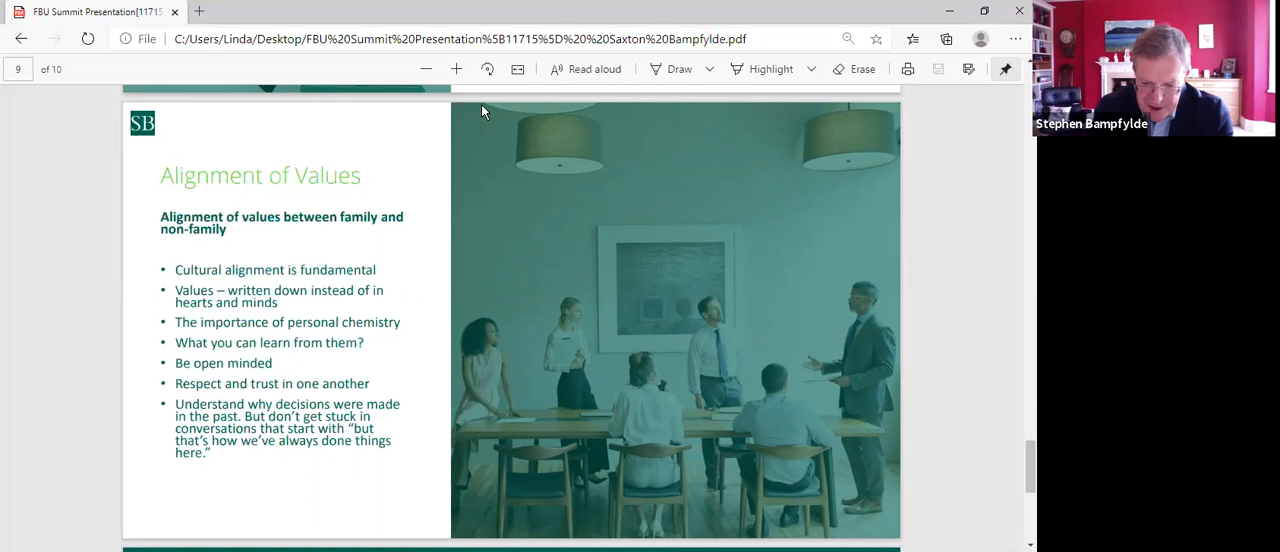 FBU Summit Presentation[11715
File
C:/Users/Linda/Desktop/FBU%20Summit%20Presentation%5B11715%5D%20%20Saxton%20Bampfylde.pdf
9 of 10
Read aloud
Draw
Highlight
Erase
Stephen Bampfylde
SB
Alignment of Values
Alignment of values between family and
non-family
• Cultural alignment is fundamental
• Values – written down instead of in
hearts and minds
• The importance of personal chemistry
• What you can learn from them?
• Be open minded
• Respect and trust in one another
• Understand why decisions were made
in the past. But don’t get stuck in
conversations that start with “but
that’s how we’ve always done things
here.”